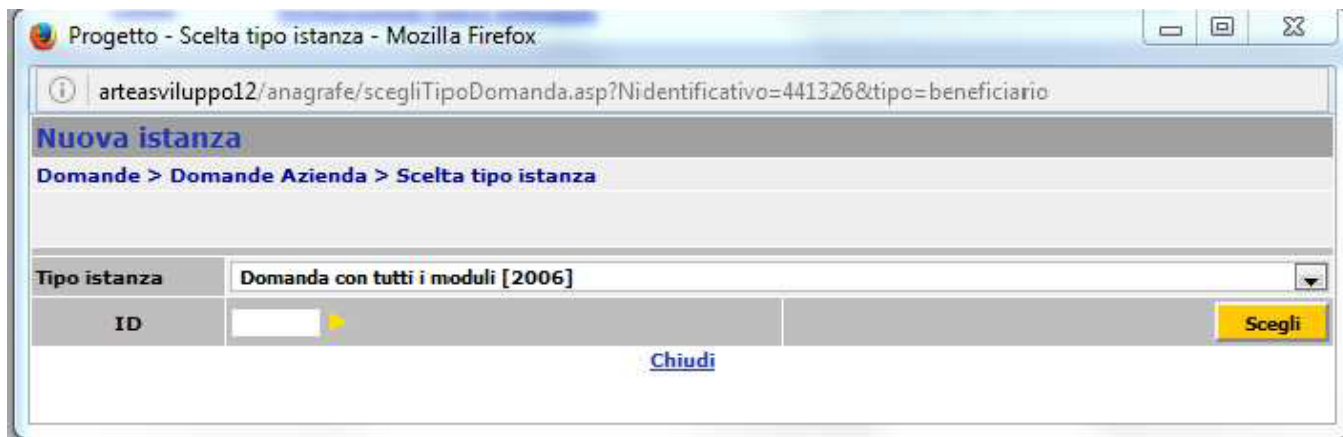 Progetto - Scelta tipo istanza - Mozilla Firefox
arteasviluppo12/anagrafe/scegliTipoDomanda.asp?Nidentificativo=441326&tipo=beneficiario
Nuova istanza
Domande > Domande Azienda > Scelta tipo istanza
Tipo istanza Domanda con tutti i moduli [2006]
ID Scegli
Chiudi